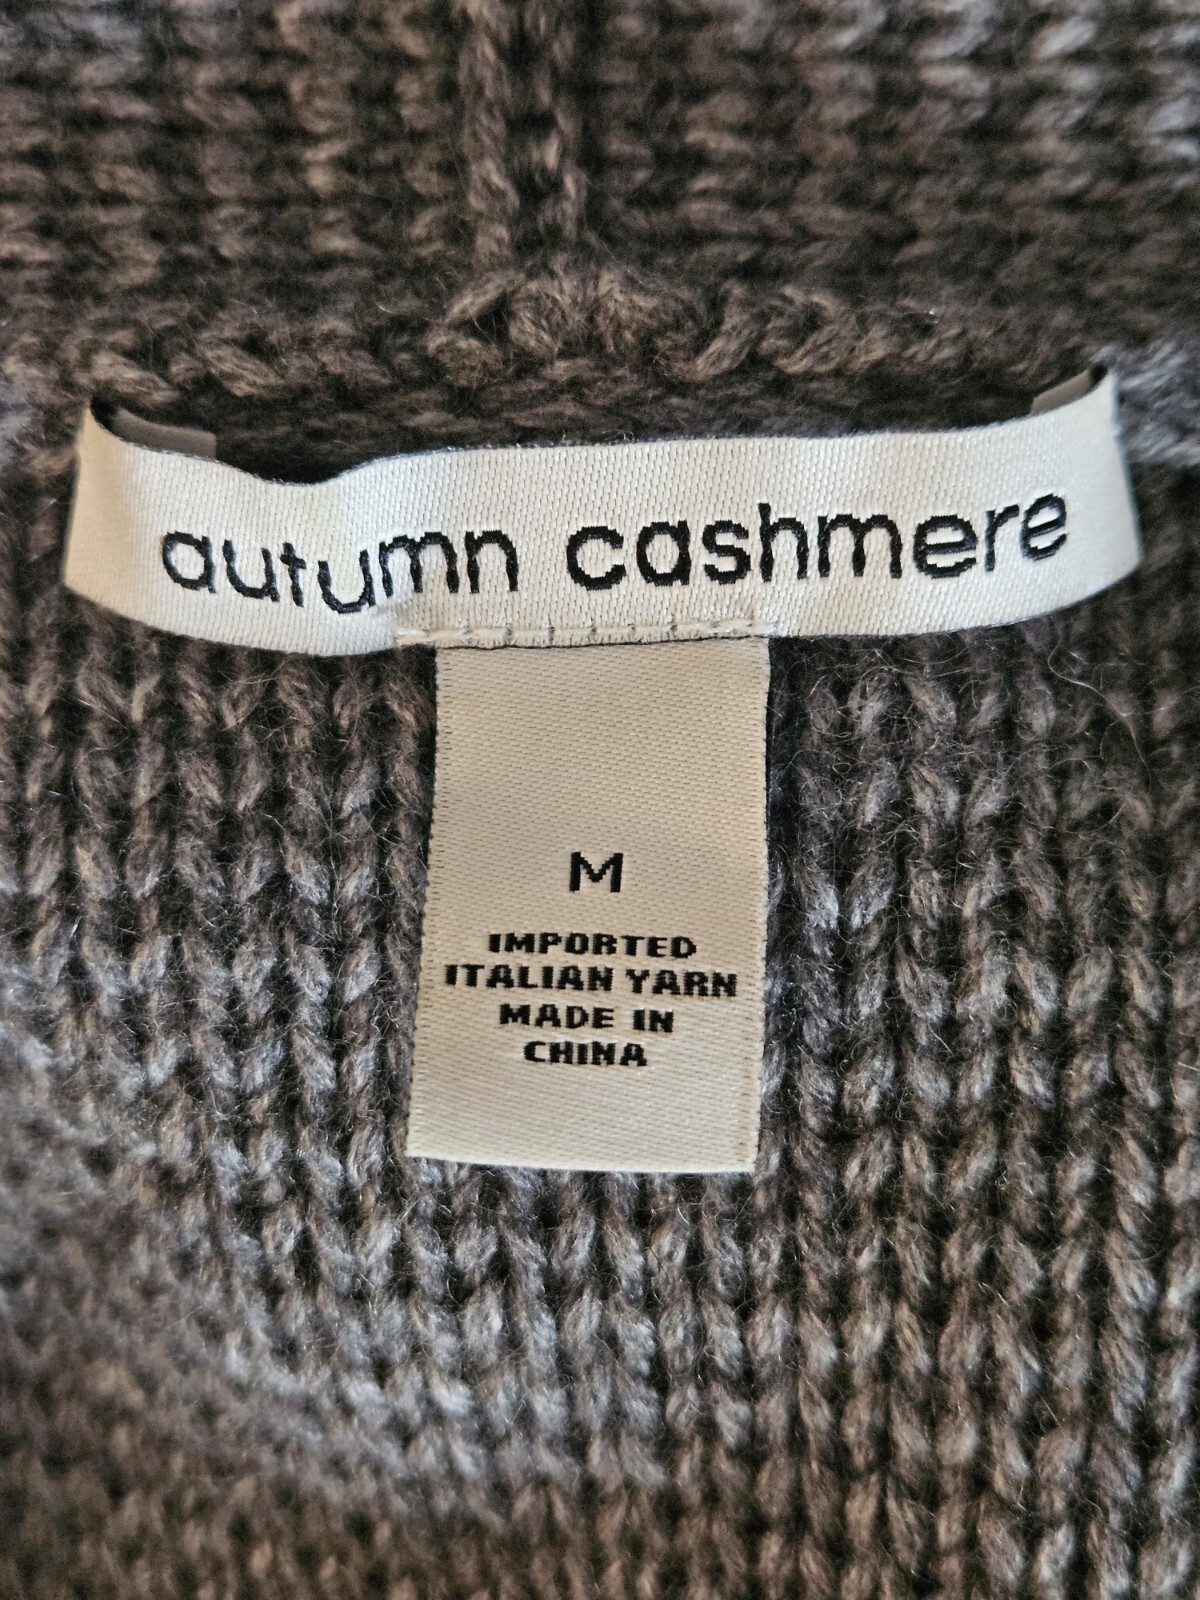 autumn cashmere
M
IMPORTED
ITALIAN YARN
MADE IN
CHINA